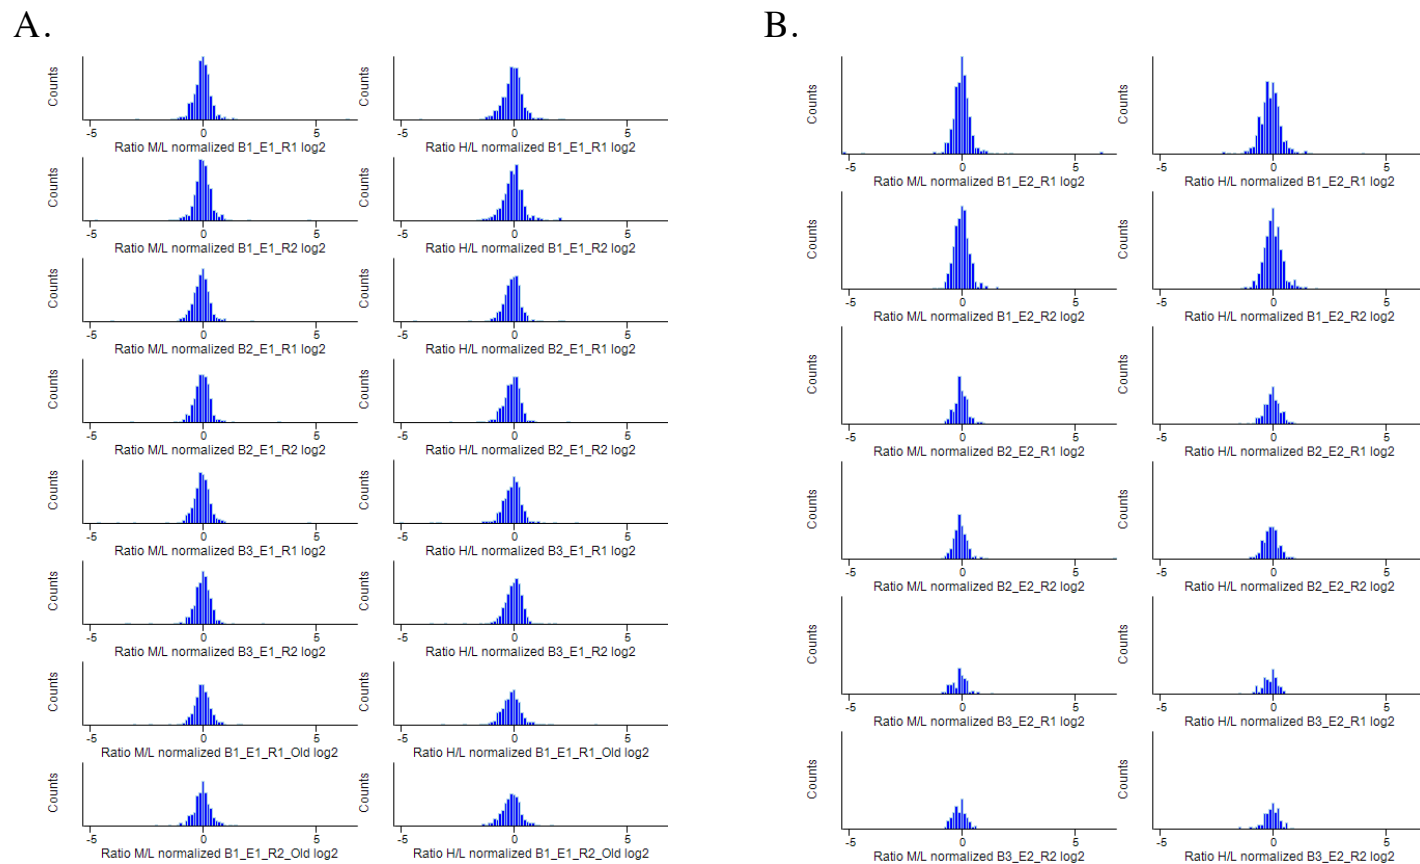 A.
B.
Counts
-5 0 5
Ratio M/L normalized B1_E1_R1 log2
Counts
-5 0 5
Ratio H/L normalized B1_E1_R1 log2
Counts
-5 0 5
Ratio M/L normalized B1_E1_R2 log2
Counts
-5 0 5
Ratio H/L normalized B1_E1_R2 log2
Counts
-5 0 5
Ratio M/L normalized B2_E1_R1 log2
Counts
-5 0 5
Ratio H/L normalized B2_E1_R1 log2
Counts
-5 0 5
Ratio M/L normalized B2_E1_R2 log2
Counts
-5 0 5
Ratio H/L normalized B2_E1_R2 log2
Counts
-5 0 5
Ratio M/L normalized B3_E1_R1 log2
Counts
-5 0 5
Ratio H/L normalized B3_E1_R1 log2
Counts
-5 0 5
Ratio M/L normalized B3_E1_R2 log2
Counts
-5 0 5
Ratio H/L normalized B3_E1_R2 log2
Counts
-5 0 5
Ratio M/L normalized B1_E1_R1_Old log2
Counts
-5 0 5
Ratio H/L normalized B1_E1_R1_Old log2
Counts
-5 0 5
Ratio M/L normalized B1_E1_R2_Old log2
Counts
-5 0 5
Ratio H/L normalized B1_E1_R2_Old log2
Counts
-5 0 5
Ratio M/L normalized B1_E2_R1 log2
Counts
-5 0 5
Ratio H/L normalized B1_E2_R1 log2
Counts
-5 0 5
Ratio M/L normalized B1_E2_R2 log2
Counts
-5 0 5
Ratio H/L normalized B1_E2_R2 log2
Counts
-5 0 5
Ratio M/L normalized B2_E2_R1 log2
Counts
-5 0 5
Ratio H/L normalized B2_E2_R1 log2
Counts
-5 0 5
Ratio M/L normalized B2_E2_R2 log2
Counts
-5 0 5
Ratio H/L normalized B2_E2_R2 log2
Counts
-5 0 5
Ratio M/L normalized B3_E2_R1 log2
Counts
-5 0 5
Ratio H/L normalized B3_E2_R1 log2
Counts
-5 0 5
Ratio M/L normalized B3_E2_R2 log2
Counts
-5 0 5
Ratio H/L normalized B3_E2_R2 log2